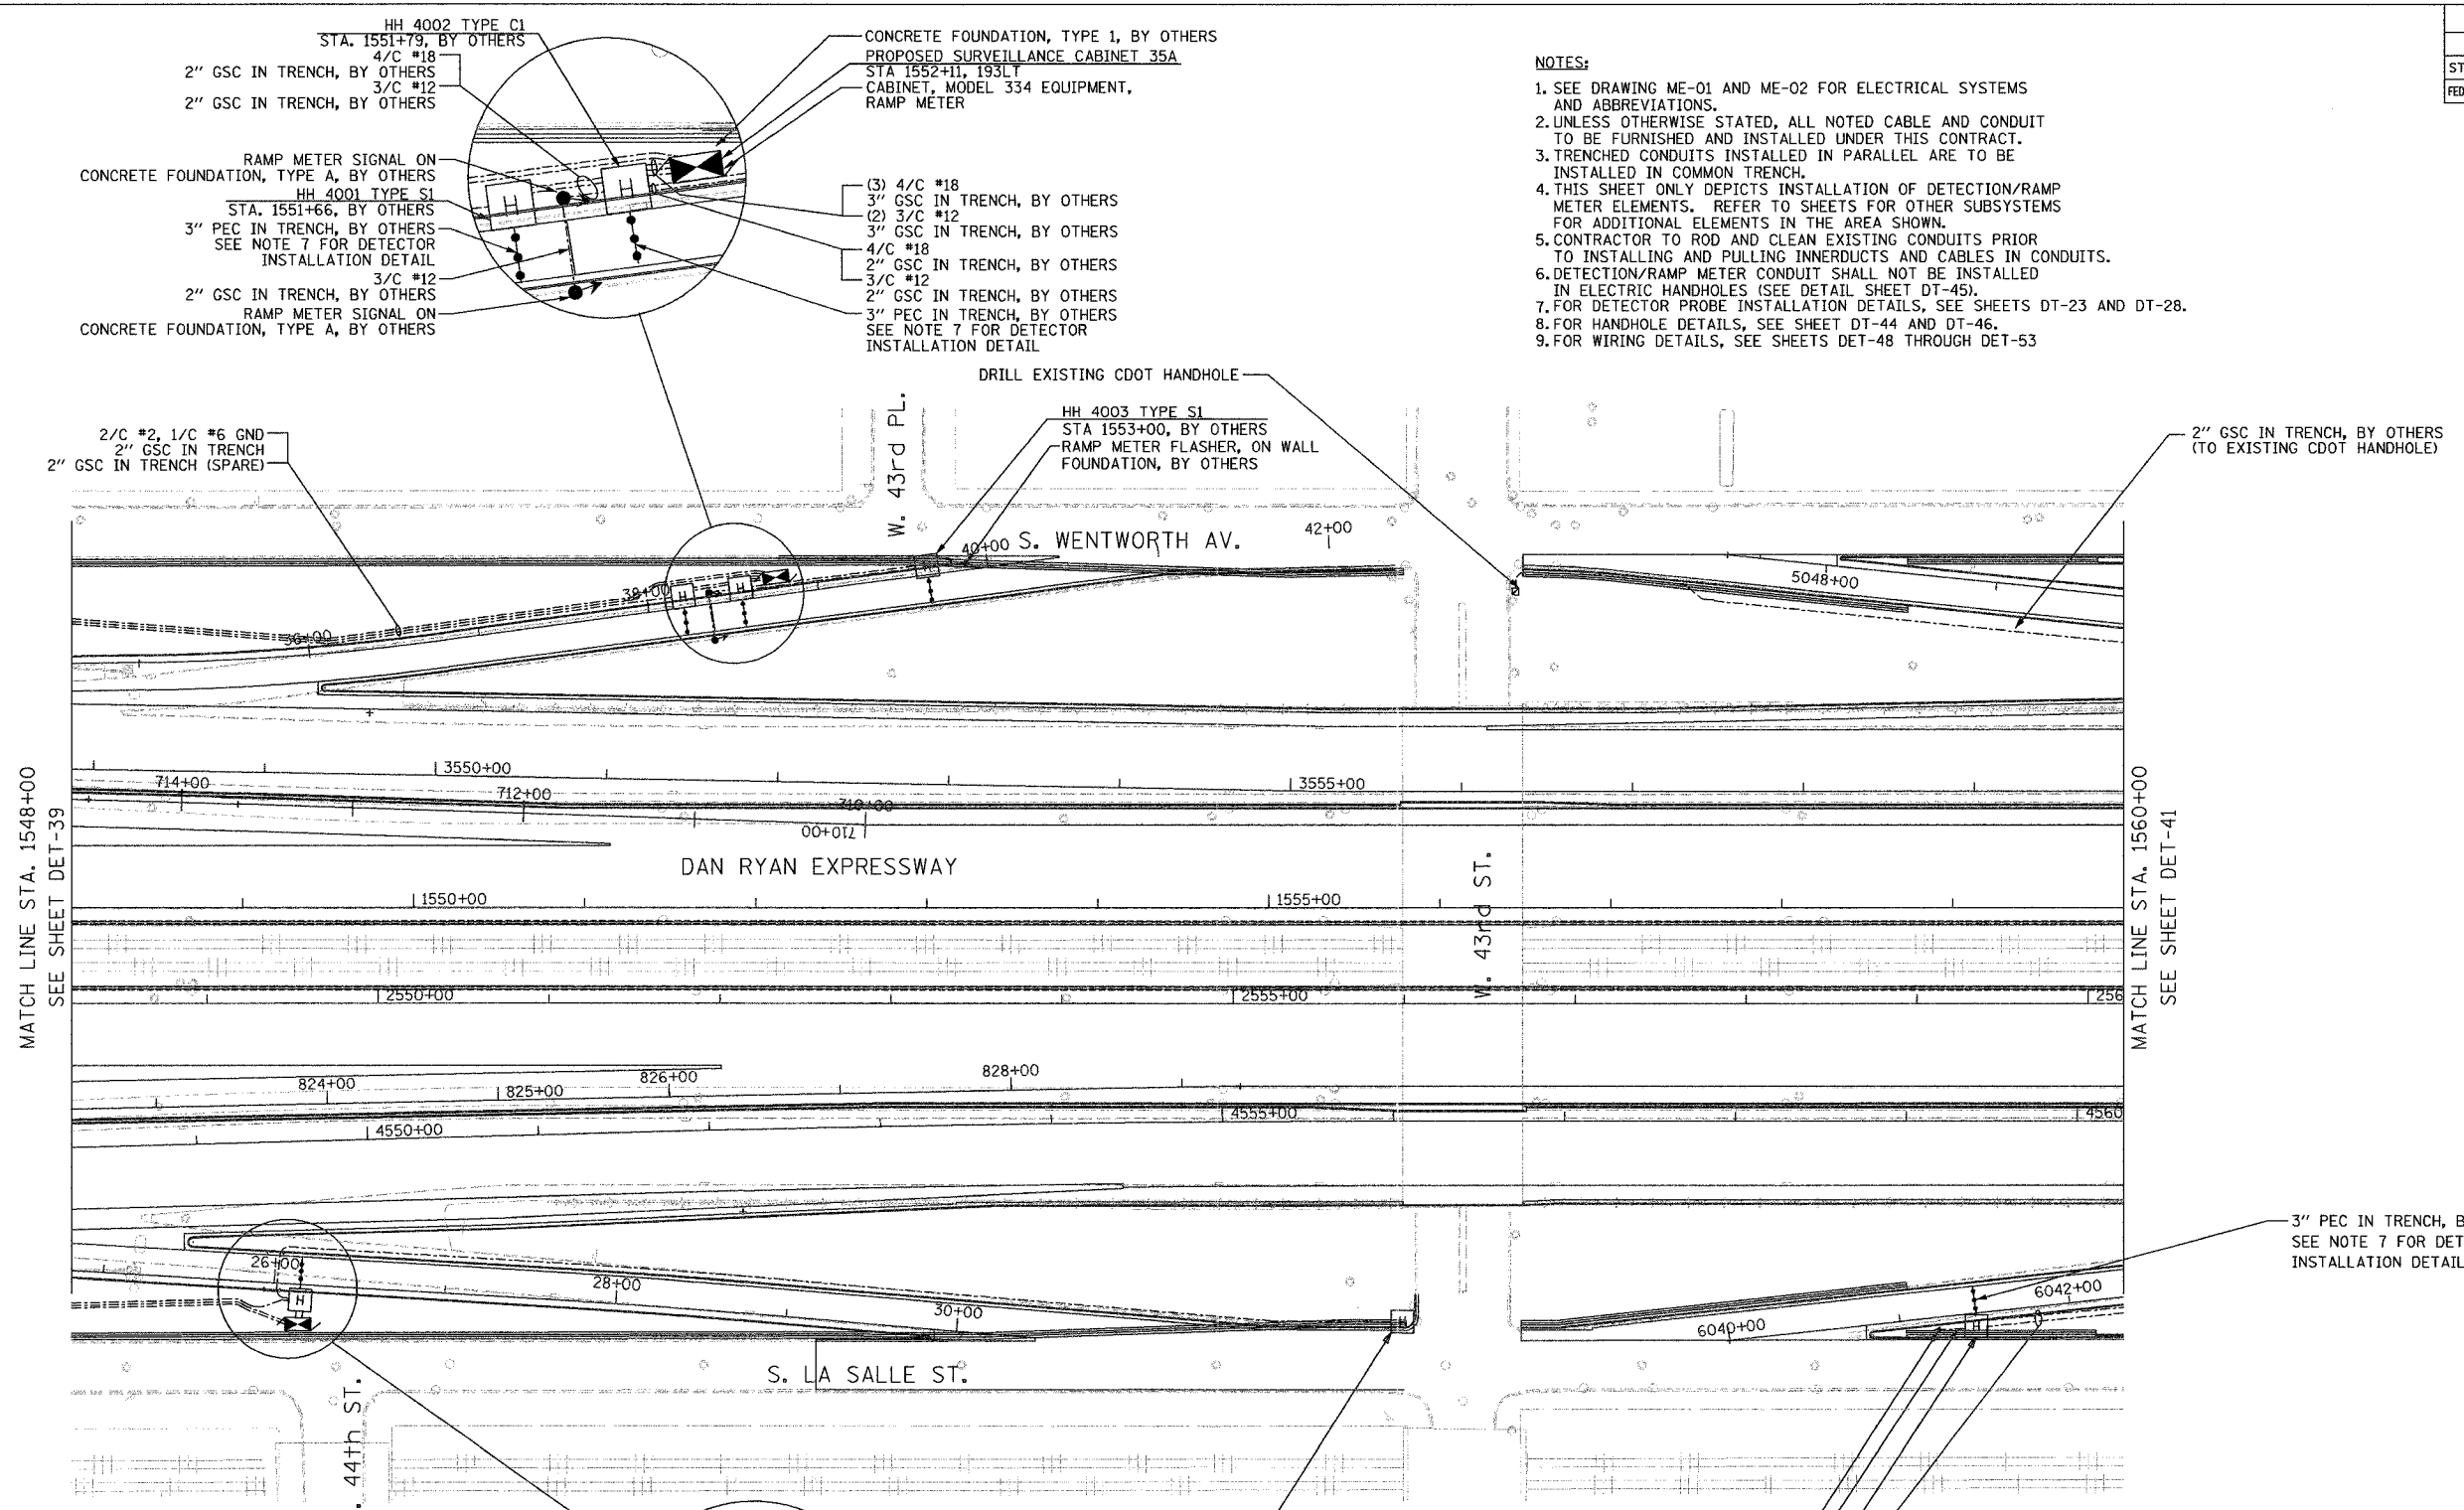 HH 4002 TYPE C1
STA. 1551+79, BY OTHERS
4/C #18
2" GSC IN TRENCH, BY OTHERS
3/C #12
2" GSC IN TRENCH, BY OTHERS
RAMP METER SIGNAL ON
CONCRETE FOUNDATION, TYPE A, BY OTHERS
HH 4001 TYPE S1
STA. 1551+66, BY OTHERS
3" PEC IN TRENCH, BY OTHERS
SEE NOTE 7 FOR DETECTOR
INSTALLATION DETAIL
3/C #12
2" GSC IN TRENCH, BY OTHERS
RAMP METER SIGNAL ON
CONCRETE FOUNDATION, TYPE A, BY OTHERS
H
H
CONCRETE FOUNDATION, TYPE 1, BY OTHERS
PROPOSED SURVEILLANCE CABINET 35A
STA 1552+11, 193LT
CABINET, MODEL 334 EQUIPMENT,
RAMP METER
(3) 4/C #18
3" GSC IN TRENCH, BY OTHERS
(2) 3/C #12
3" GSC IN TRENCH, BY OTHERS
4/C #18
2" GSC IN TRENCH, BY OTHERS
3/C #12
2" GSC IN TRENCH, BY OTHERS
3" PEC IN TRENCH, BY OTHERS
SEE NOTE 7 FOR DETECTOR
INSTALLATION DETAIL
NOTES:
1. SEE DRAWING ME-01 AND ME-02 FOR ELECTRICAL SYSTEMS
AND ABBREVIATIONS.
2. UNLESS OTHERWISE STATED, ALL NOTED CABLE AND CONDUIT
TO BE FURNISHED AND INSTALLED UNDER THIS CONTRACT.
3. TRENCHED CONDUITS INSTALLED IN PARALLEL ARE TO BE
INSTALLED IN COMMON TRENCH.
4. THIS SHEET ONLY DEPICTS INSTALLATION OF DETECTION/RAMP
METER ELEMENTS. REFER TO SHEETS FOR OTHER SUBSYSTEMS
FOR ADDITIONAL ELEMENTS IN THE AREA SHOWN.
5. CONTRACTOR TO ROD AND CLEAN EXISTING CONDUITS PRIOR
TO INSTALLING AND PULLING INNERDUCTS AND CABLES IN CONDUITS.
6. DETECTION/RAMP METER CONDUIT SHALL NOT BE INSTALLED
IN ELECTRIC HANDHOLES (SEE DETAIL SHEET DT-45).
7. FOR DETECTOR PROBE INSTALLATION DETAILS, SEE SHEETS DT-23 AND DT-28.
8. FOR HANDHOLE DETAILS, SEE SHEET DT-44 AND DT-46.
9. FOR WIRING DETAILS, SEE SHEETS DET-48 THROUGH DET-53
ST
FED
DRILL EXISTING CDOT HANDHOLE
HH 4003 TYPE S1
STA 1553+00, BY OTHERS
RAMP METER FLASHER, ON WALL
FOUNDATION, BY OTHERS
2/C #2, 1/C #6 GND
2" GSC IN TRENCH
2" GSC IN TRENCH (SPARE)
2" GSC IN TRENCH, BY OTHERS
(TO EXISTING CDOT HANDHOLE)
W. 43rd PL.
S. WENTWORTH AV.
36+00
38+00
40+00
42+00
5048+00
H
H
H
MATCH LINE STA. 1548+00
SEE SHEET DET-39
714+00
3550+00
712+00
710+00
710+00
3555+00
DAN RYAN EXPRESSWAY
1550+00
1555+00
W. 43rd ST.
2550+00
2555+00
256
MATCH LINE STA. 1560+00
SEE SHEET DET-41
824+00
825+00
826+00
828+00
4550+00
4555+00
4560
26+00
28+00
30+00
H
H
S. LA SALLE ST.
. 44th ST.
6040+00
6042+00
H
3" PEC IN TRENCH, B
SEE NOTE 7 FOR DET
INSTALLATION DETAIL